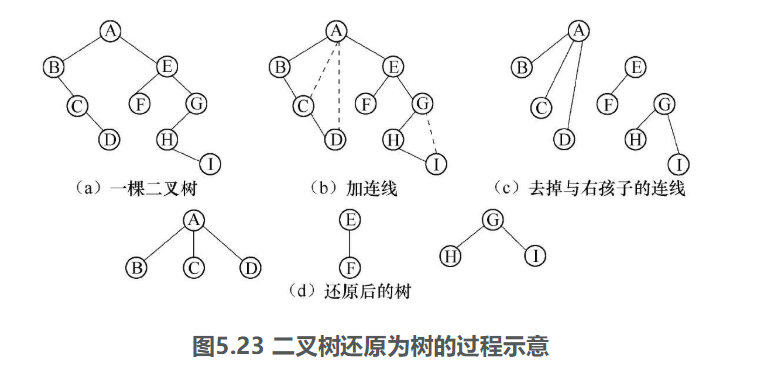 A A A
B E B E B E
C F G C F G C F G
D H D H D H
I I I
(a)一棵二叉树 (b)加连线 (c)去掉与右孩子的连线
A E G
B C D F H I
(d)还原后的树
图5.23 二叉树还原为树的过程示意